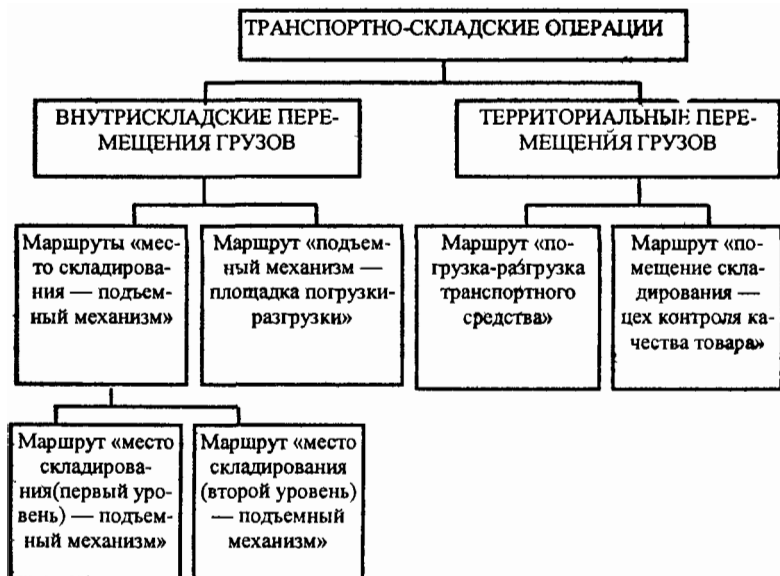 ТРАНСПОРТНО-СКЛАДСКИЕ ОПЕРАЦИИ
ВНУТРИСКЛАДСКИЕ ПЕРЕ-
МЕЩЕНИЯ ГРУЗОВ
ТЕРРИТОРИАЛЬНЫЕ ПЕРЕ-
МЕЩЕНИЯ ГРУЗОВ
Маршруты «мес-
то складирова-
ния — подъем-
ный механизм»
Маршрут «подъем-
ный механизм —
площадка погрузки-
разгрузки»
Маршрут «по-
грузка-разгрузка
транспортного
средства»
Маршрут «по-
мещение скла-
дирования —
цех контроля ка-
чества товара»
Маршрут «место
складирова-
ния(первый уро-
вень) — подъем-
ный механизм»
Маршрут «место
складирования
(второй уровень)
— подъемный
механизм»